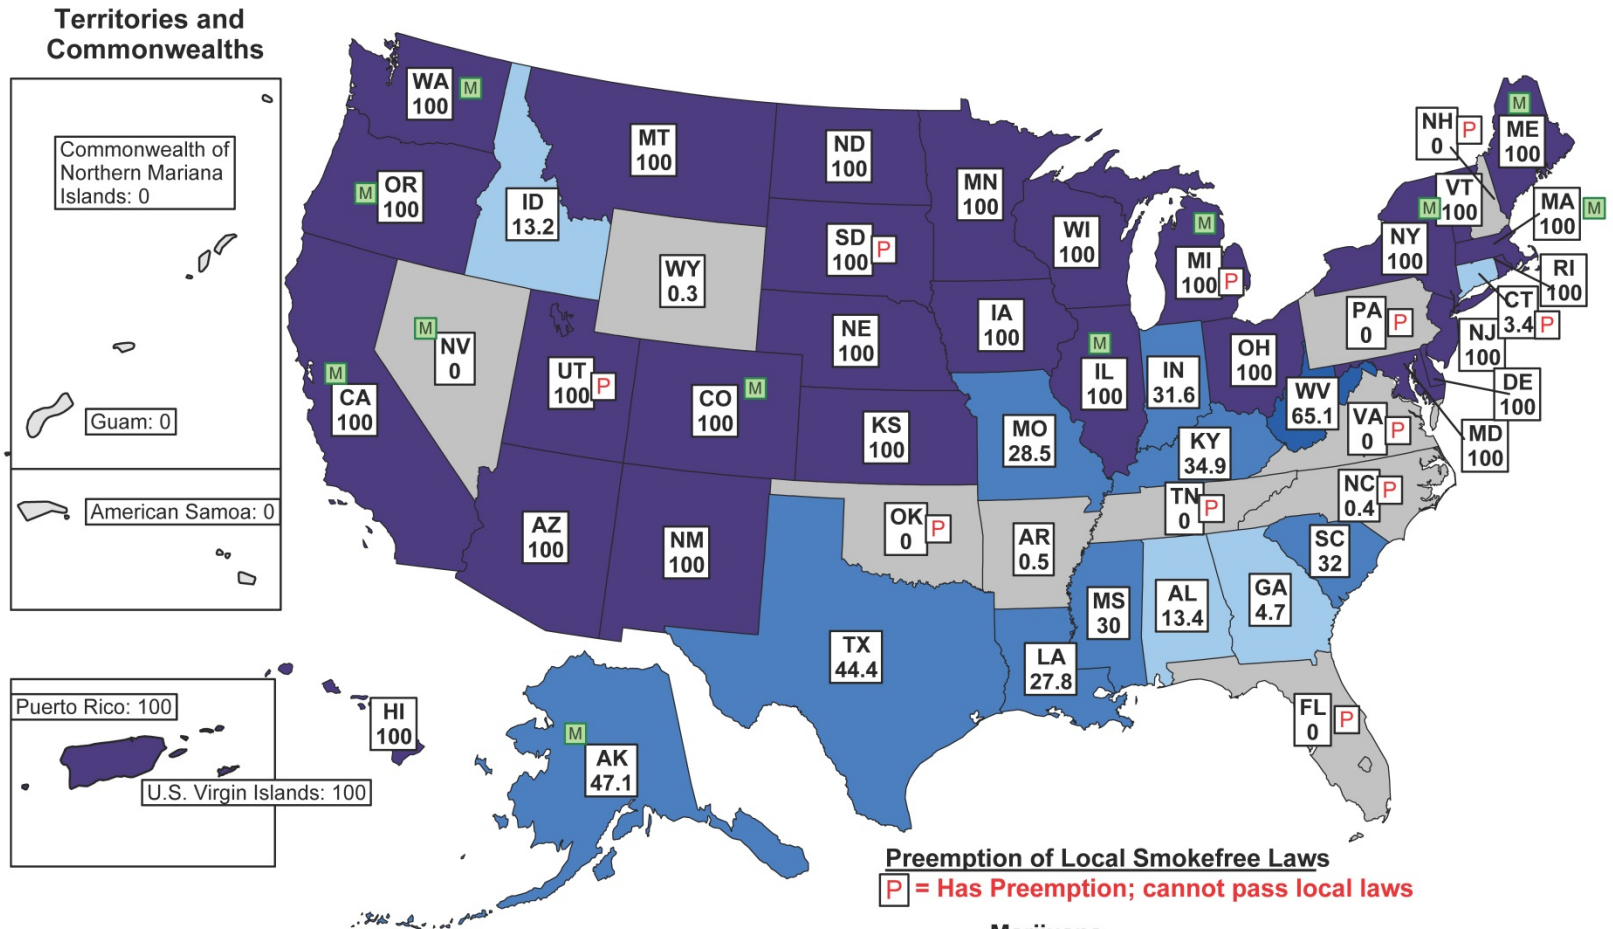 Territories and
Commonwealths
Commonwealth of
Northern Mariana
Islands: 0
Guam: 0
American Samoa: 0
Puerto Rico: 100
U.S. Virgin Islands: 100
WA
100
M
OR
100
M
CA
100
M
NV
0
M
ID
13.2
MT
100
WY
0.3
UT
100
P
CO
100
M
AZ
100
NM
100
ND
100
SD
100
P
NE
100
KS
100
OK
0
P
TX
44.4
MN
100
IA
100
MO
28.5
AR
0.5
LA
27.8
WI
100
IL
100
M
MI
100
M
P
IN
31.6
OH
100
KY
34.9
TN
0
P
MS
30
AL
13.4
GA
4.7
FL
0
P
SC
32
NC
0.4
P
VA
0
P
WV
65.1
PA
0
P
NY
100
VT
100
M
NH
0
P
ME
100
M
MA
100
M
RI
100
CT
3.4
P
NJ
100
DE
100
MD
100
HI
100
AK
47.1
M
Preemption of Local Smokefree Laws
P = Has Preemption; cannot pass local laws